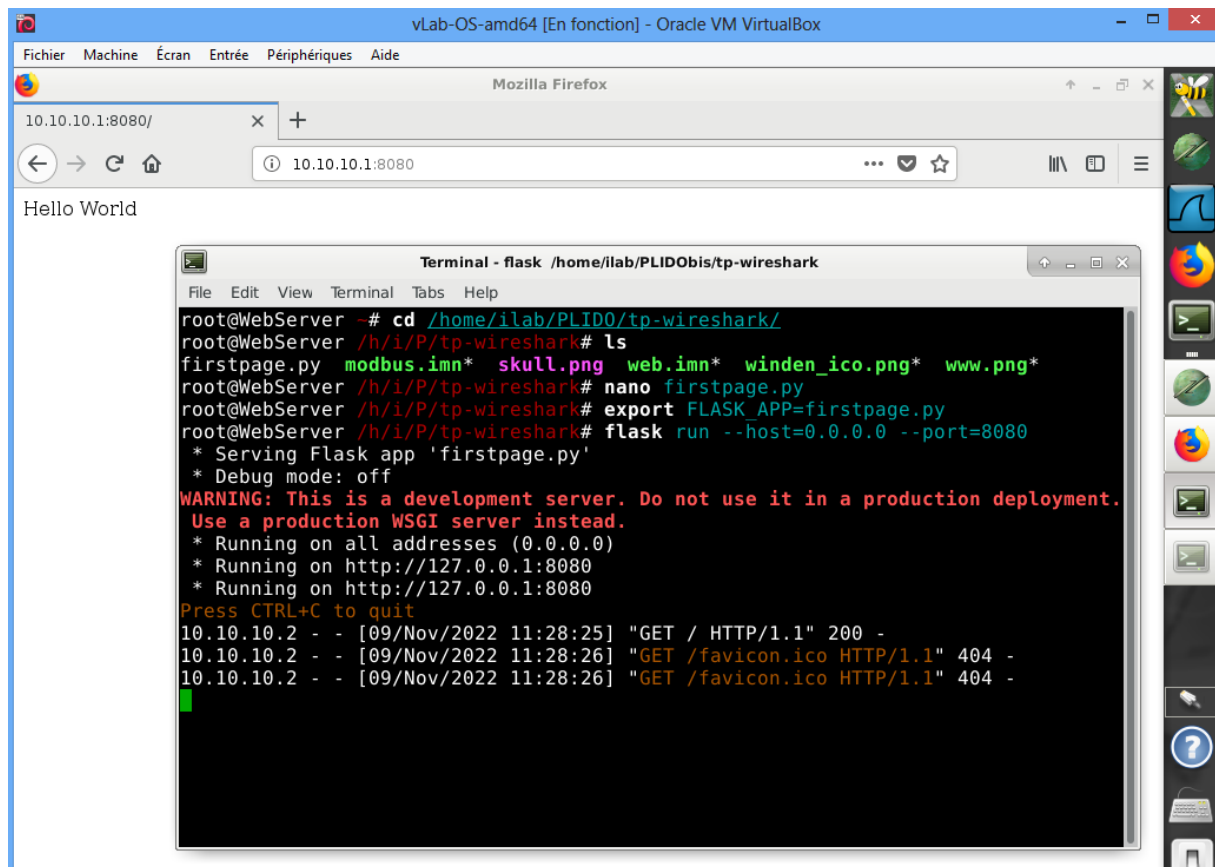 vLab-OS-amd64 [En fonction] - Oracle VM VirtualBox
Fichier Machine Écran Entrée Périphériques Aide
Mozilla Firefox
10.10.10.1:8080/
10.10.10.1:8080
Hello World
Terminal - flask /home/ilab/PLIDObis/tp-wireshark
File Edit View Terminal Tabs Help
root@WebServer ~# cd /home/ilab/PLIDO/tp-wireshark/
root@WebServer /h/i/P/tp-wireshark# ls
firstpage.py modbus.imn* skull.png web.imn* winden_ico.png* www.png*
root@WebServer /h/i/P/tp-wireshark# nano firstpage.py
root@WebServer /h/i/P/tp-wireshark# export FLASK_APP=firstpage.py
root@WebServer /h/i/P/tp-wireshark# flask run --host=0.0.0.0 --port=8080
* Serving Flask app 'firstpage.py'
* Debug mode: off
WARNING: This is a development server. Do not use it in a production deployment.
Use a production WSGI server instead.
* Running on all addresses (0.0.0.0)
* Running on http://127.0.0.1:8080
* Running on http://127.0.0.1:8080
Press CTRL+C to quit
10.10.10.2 - - [09/Nov/2022 11:28:25] "GET / HTTP/1.1" 200 -
10.10.10.2 - - [09/Nov/2022 11:28:26] "GET /favicon.ico HTTP/1.1" 404 -
10.10.10.2 - - [09/Nov/2022 11:28:26] "GET /favicon.ico HTTP/1.1" 404 -